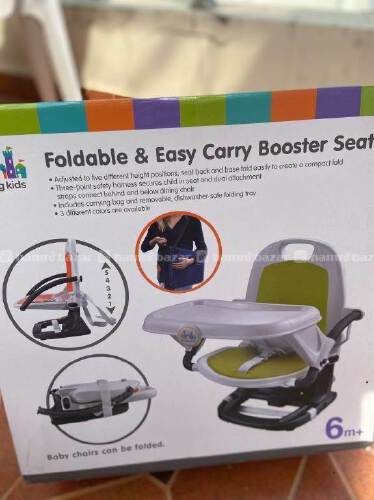 g kids
Foldable & Easy Carry Booster Seat
• Adjusted to five different height positions, seat back and base fold easily to create a compact fold
• Three-point safety harness secures child in seat and dual attachment
straps connect behind and below dining chair
• Includes carrying bag and removable, dishwasher-safe folding tray
• 3 different colors are available
5
4
3
2
1
Baby chairs can be folded.
6m+